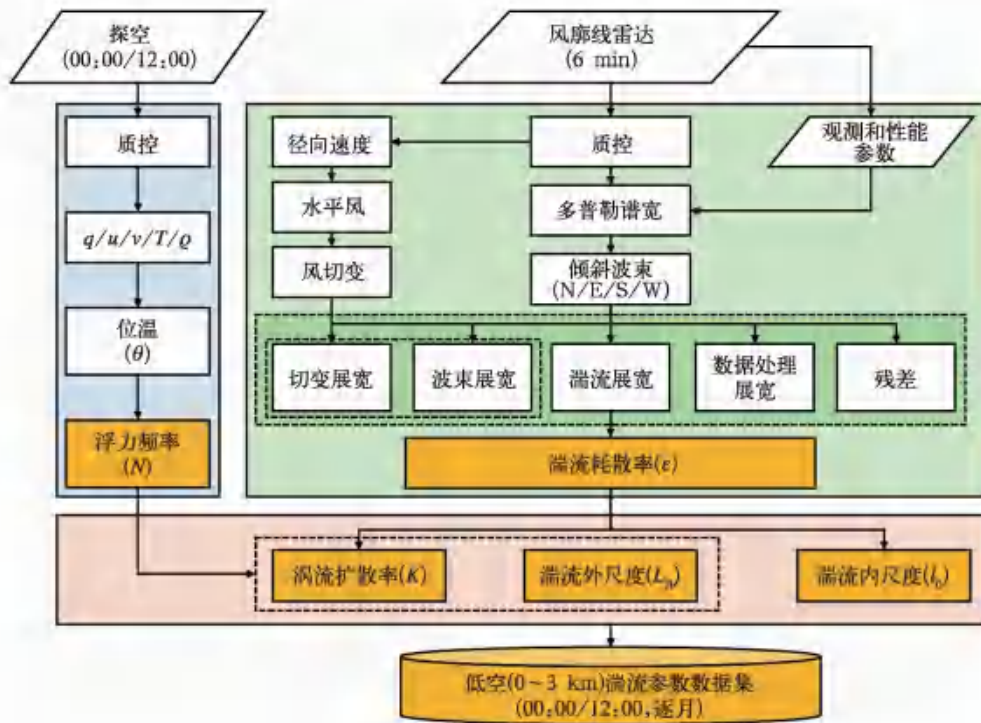 探空
(00:00/12:00)
风廓线雷达
(6 min)
质控
径向速度
质控
观测和性能
参数
q/u/v/T/ρ
水平风
多普勒谱宽
风切变
倾斜波束
(N/E/S/W)
位温
(θ)
切变展宽
波束展宽
湍流展宽
数据处理
展宽
残差
浮力频率
(N)
湍流耗散率(ε)
涡流扩散率(K)
湍流外尺度(L₀)
湍流内尺度(l₀)
低空(0~3 km)湍流参数数据集
(00:00/12:00,逐月)